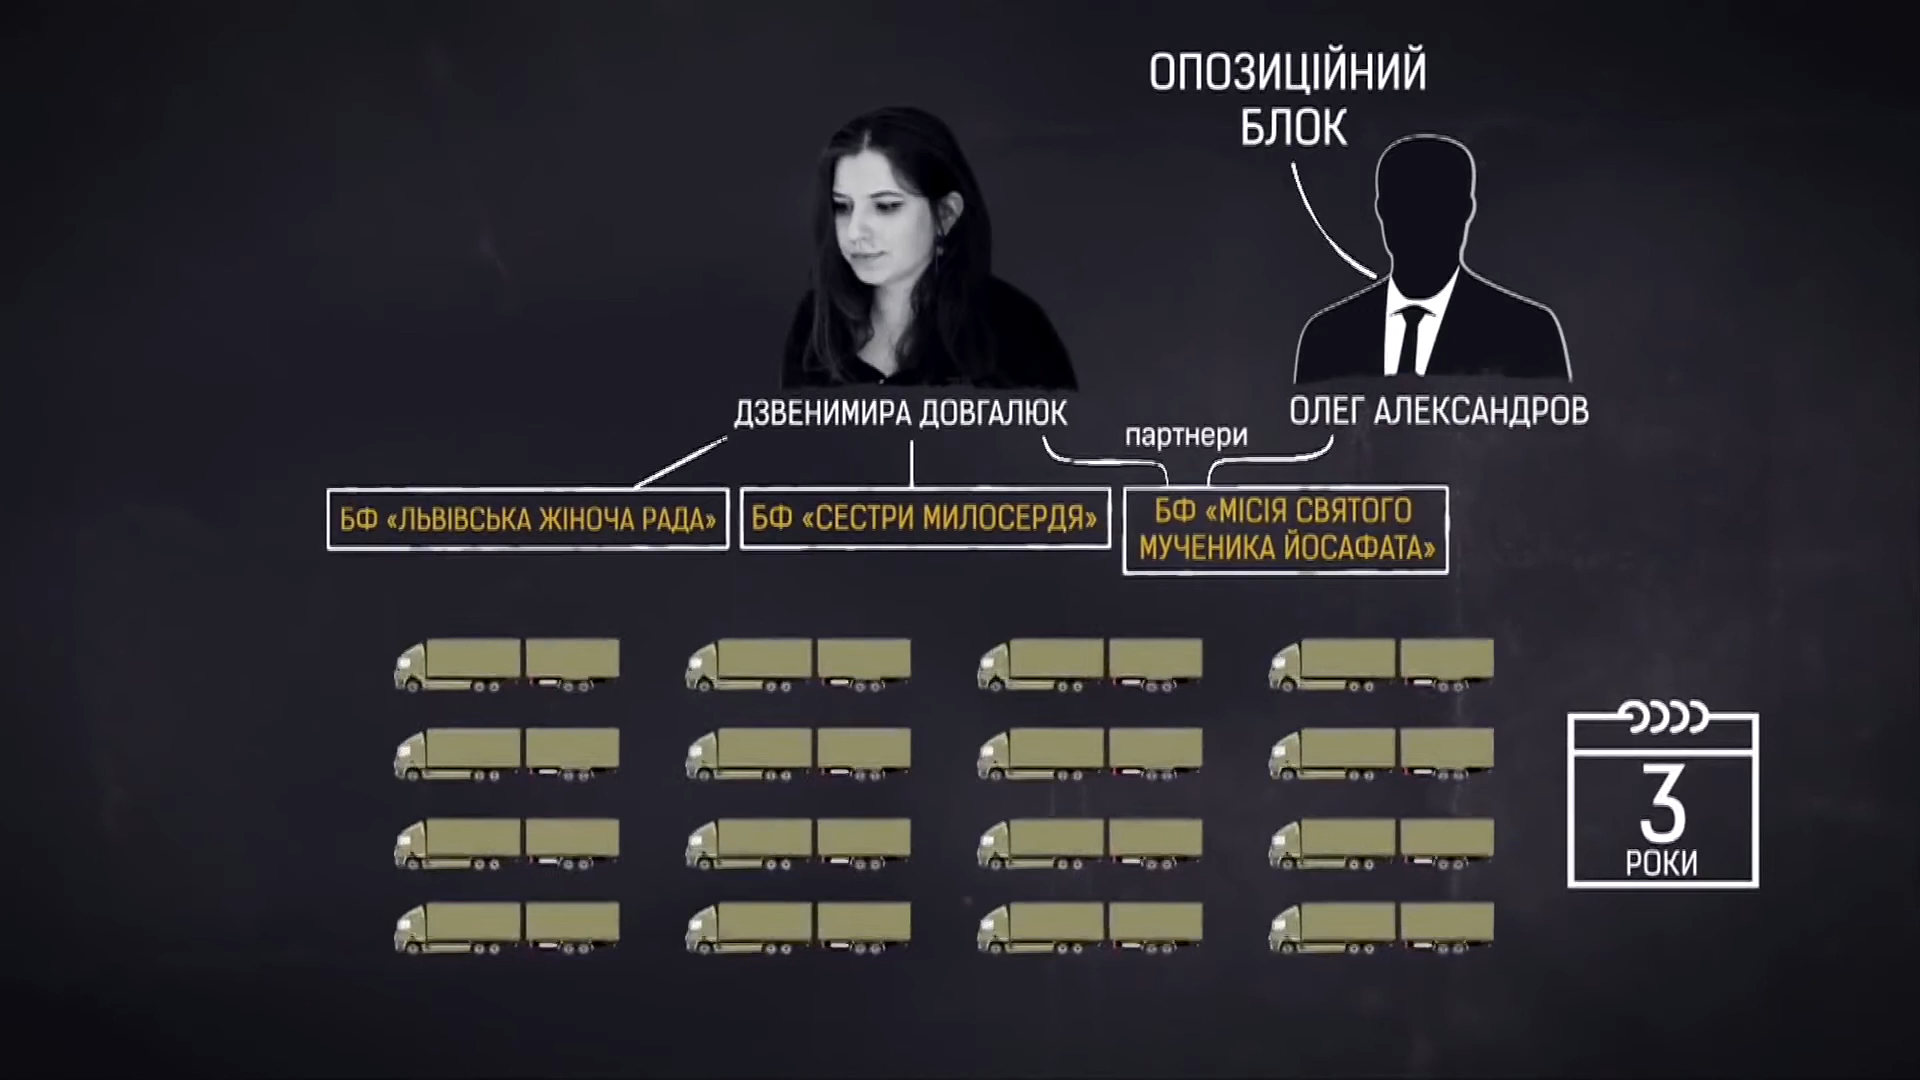 ОПОЗИЦІЙНИЙ
БЛОК
ДЗВЕНИМИРА ДОВГАЛЮК
ОЛЕГ АЛЕКСАНДРОВ
партнери
БФ «ЛЬВІВСЬКА ЖІНОЧА РАДА»
БФ «СЕСТРИ МИЛОСЕРДЯ»
БФ «МІСІЯ СВЯТОГО
МУЧЕНИКА ЙОСАФАТА»
3
РОКИ